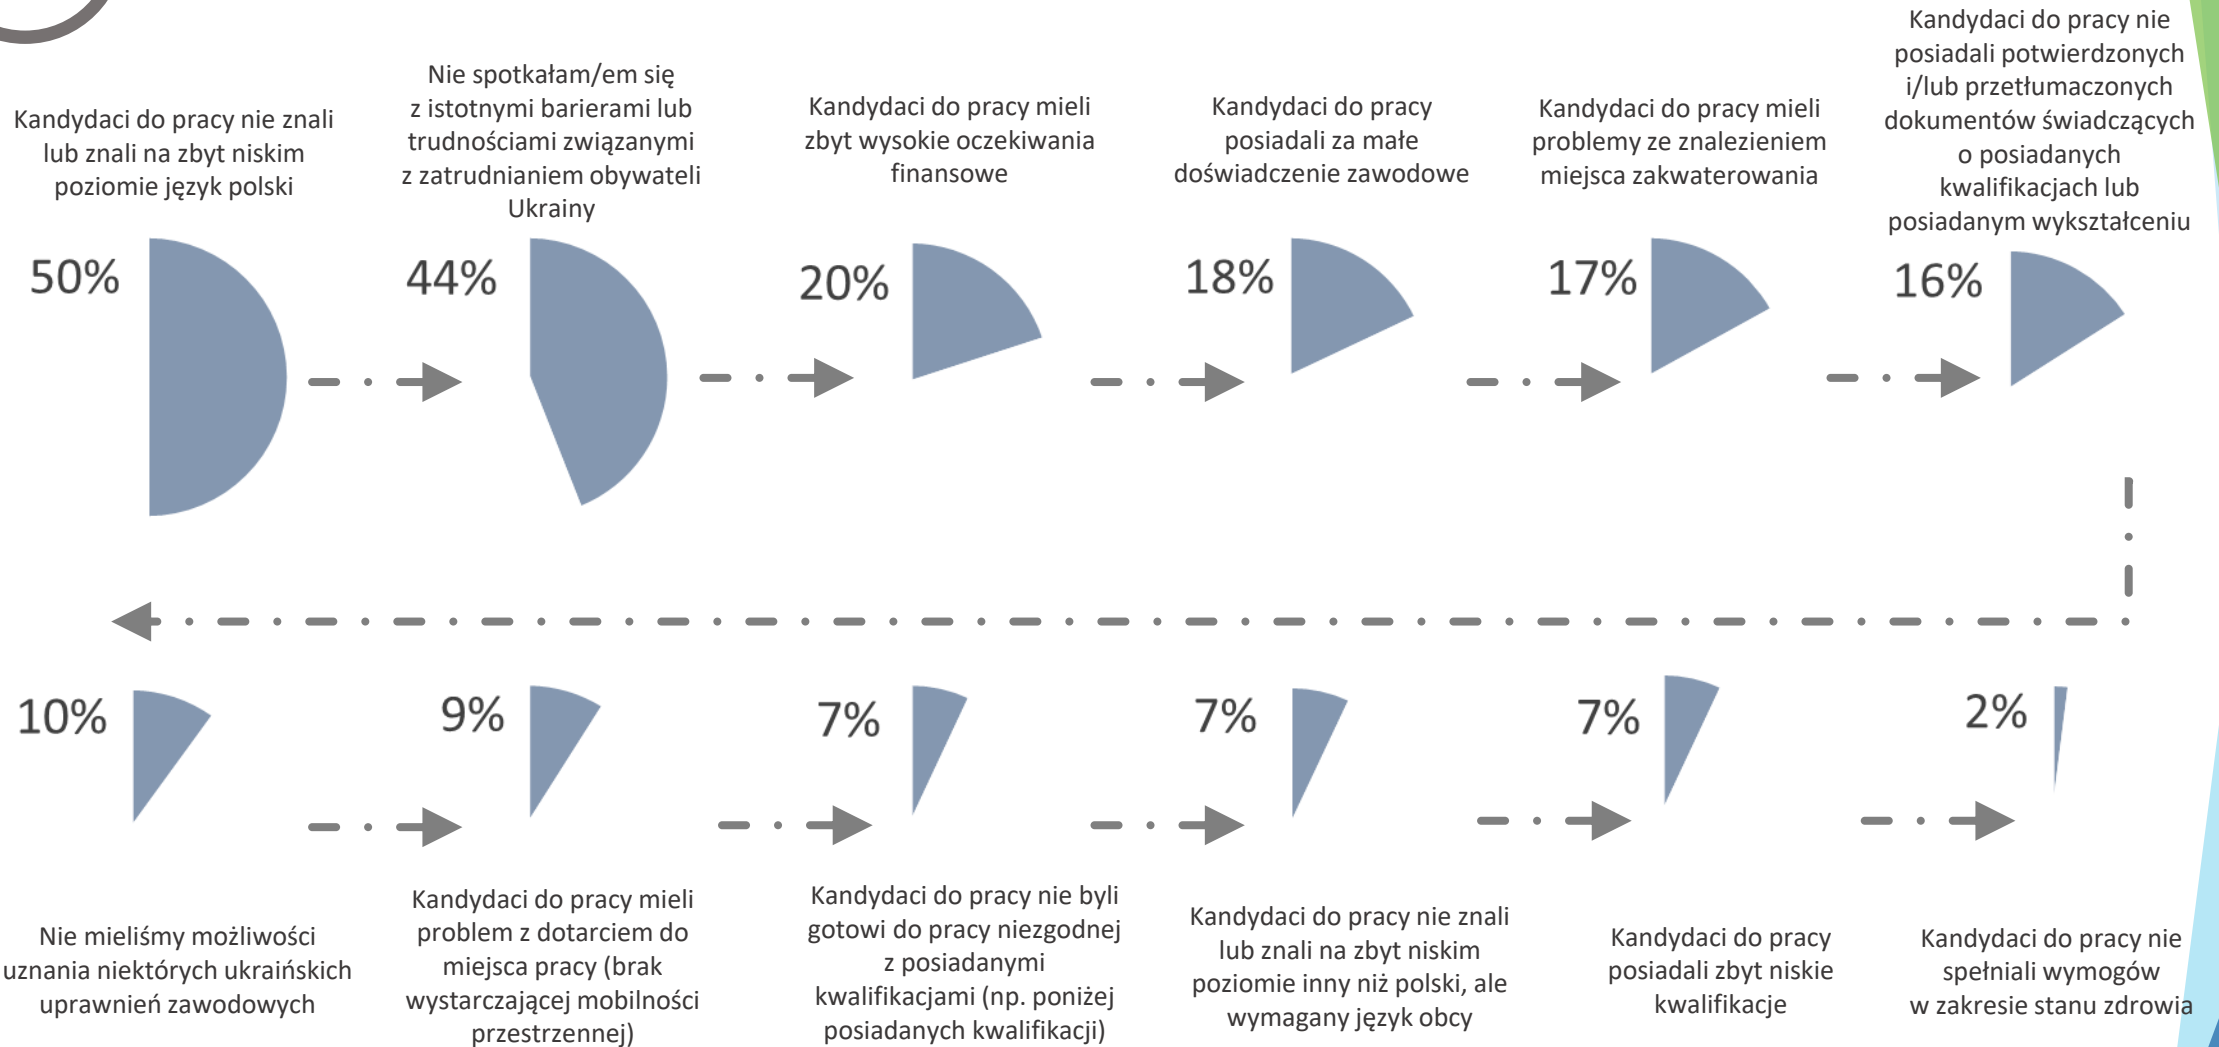 Kandydaci do pracy nie znali
lub znali na zbyt niskim
poziomie język polski
50%
Nie spotkałam/em się
z istotnymi barierami lub
trudnościami związanymi
z zatrudnianiem obywateli
Ukrainy
44%
Kandydaci do pracy mieli
zbyt wysokie oczekiwania
finansowe
20%
Kandydaci do pracy
posiadali za małe
doświadczenie zawodowe
18%
Kandydaci do pracy mieli
problemy ze znalezieniem
miejsca zakwaterowania
17%
Kandydaci do pracy nie
posiadali potwierdzonych
i/lub przetłumaczonych
dokumentów świadczących
o posiadanych
kwalifikacjach lub
posiadanym wykształceniu
16%
10%
Nie mieliśmy możliwości
uznania niektórych ukraińskich
uprawnień zawodowych
9%
Kandydaci do pracy mieli
problem z dotarciem do
miejsca pracy (brak
wystarczającej mobilności
przestrzennej)
7%
Kandydaci do pracy nie byli
gotowi do pracy niezgodnej
z posiadanymi
kwalifikacjami (np. poniżej
posiadanych kwalifikacji)
7%
Kandydaci do pracy nie znali
lub znali na zbyt niskim
poziomie inny niż polski, ale
wymagany język obcy
7%
Kandydaci do pracy
posiadali zbyt niskie
kwalifikacje
2%
Kandydaci do pracy nie
spełniali wymogów
w zakresie stanu zdrowia